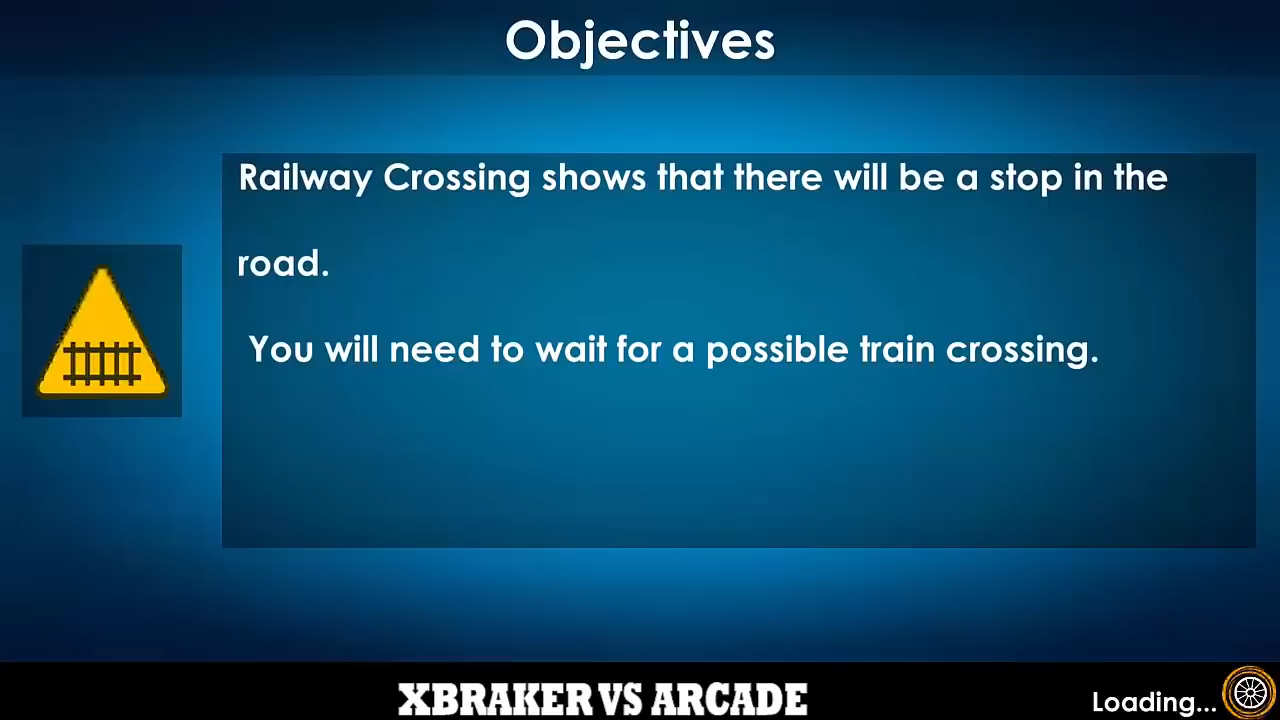 Objectives
Railway Crossing shows that there will be a stop in the
road.
You will need to wait for a possible train crossing.
XBRAKER VS ARCADE
Loading...